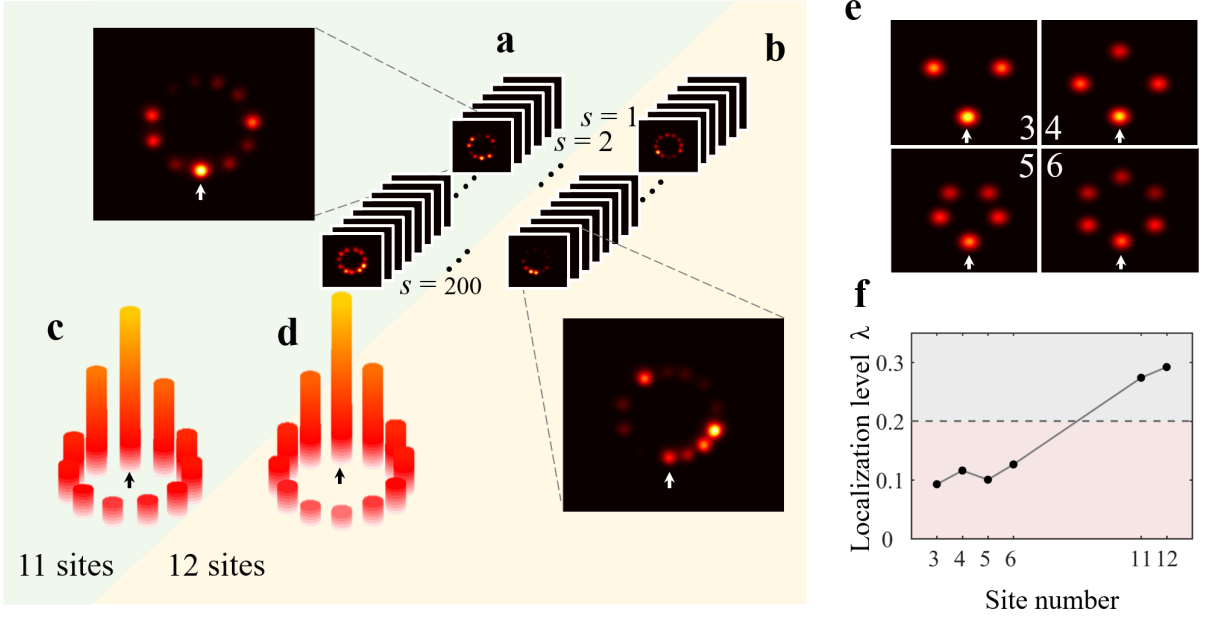 a
b
s = 1
s = 2
s = 200
c
d
11 sites
12 sites
e
3 4
5 6
f
Localization level λ
0.3
0.2
0.1
0
3 4 5 6 11 12
Site number